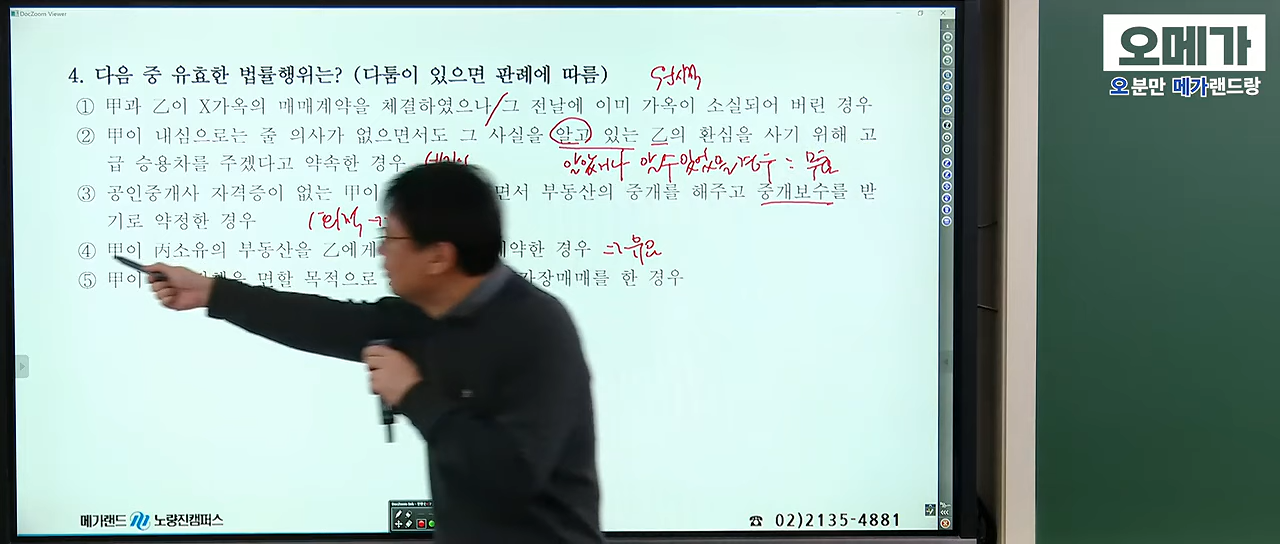 DocZoom Viewer
오메가
오 분만 메가랜드랑
4. 다음 중 유효한 법률행위는? (다툼이 있으면 판례에 따름)
① 甲과 乙이 X가옥의 매매계약을 체결하였으나 그 전날에 이미 가옥이 소실되어 버린 경우
② 甲이 내심으로는 줄 의사가 없으면서도 그 사실을 알고 있는 乙의 환심을 사기 위해 고
급 승용차를 주겠다고 약속한 경우
알았거나 알 수 있었을 경우 = 무효
③ 공인중개사 자격증이 없는 甲이 면서 부동산의 중개를 해주고 중개보수를 받
기로 약정한 경우
④ 甲이 丙소유의 부동산을 乙에게 약한 경우 => 유효
⑤ 甲이 면할 목적으로 가장매매를 한 경우
메가랜드 노량진캠퍼스
☎ 02)2135-4881